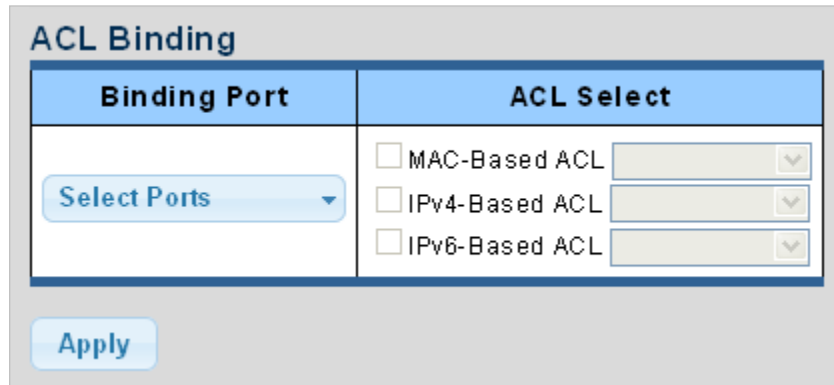 ACL Binding
Binding Port
ACL Select
Select Ports
MAC-Based ACL
IPv4-Based ACL
IPv6-Based ACL
Apply